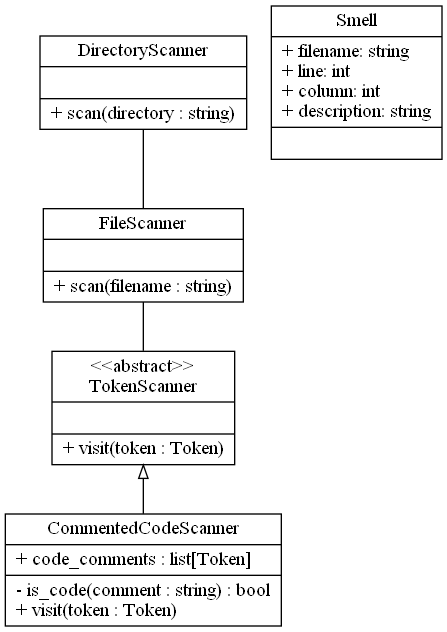 DirectoryScanner
+ scan(directory : string)
Smell
+ filename: string
+ line: int
+ column: int
+ description: string
FileScanner
+ scan(filename : string)
<<abstract>>
TokenScanner
+ visit(token : Token)
CommentedCodeScanner
+ code_comments : list[Token]
- is_code(comment : string) : bool
+ visit(token : Token)